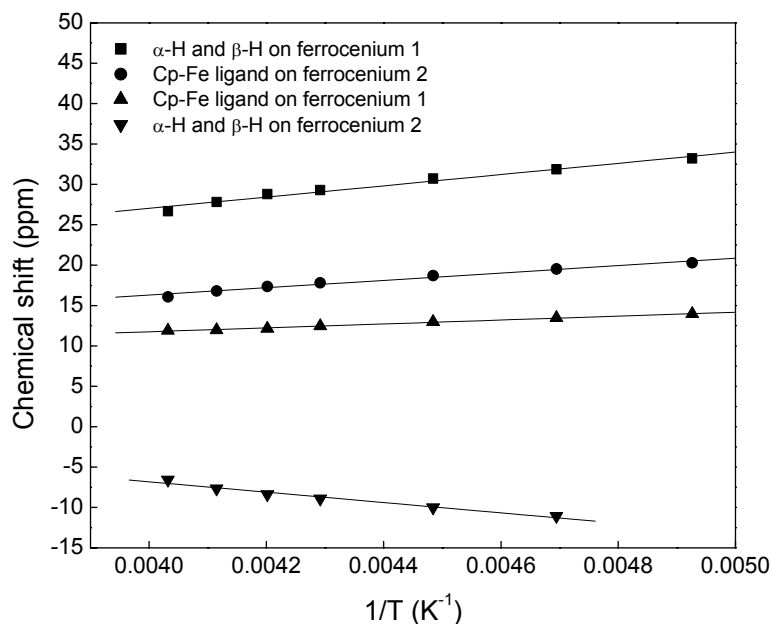 50
45
40
35
30
25
20
15
10
5
0
-5
-10
-15
Chemical shift (ppm)
α-H and β-H on ferrocenium 1
Cp-Fe ligand on ferrocenium 2
Cp-Fe ligand on ferrocenium 1
α-H and β-H on ferrocenium 2
0.0040 0.0042 0.0044 0.0046 0.0048 0.0050
1/T (K⁻¹)